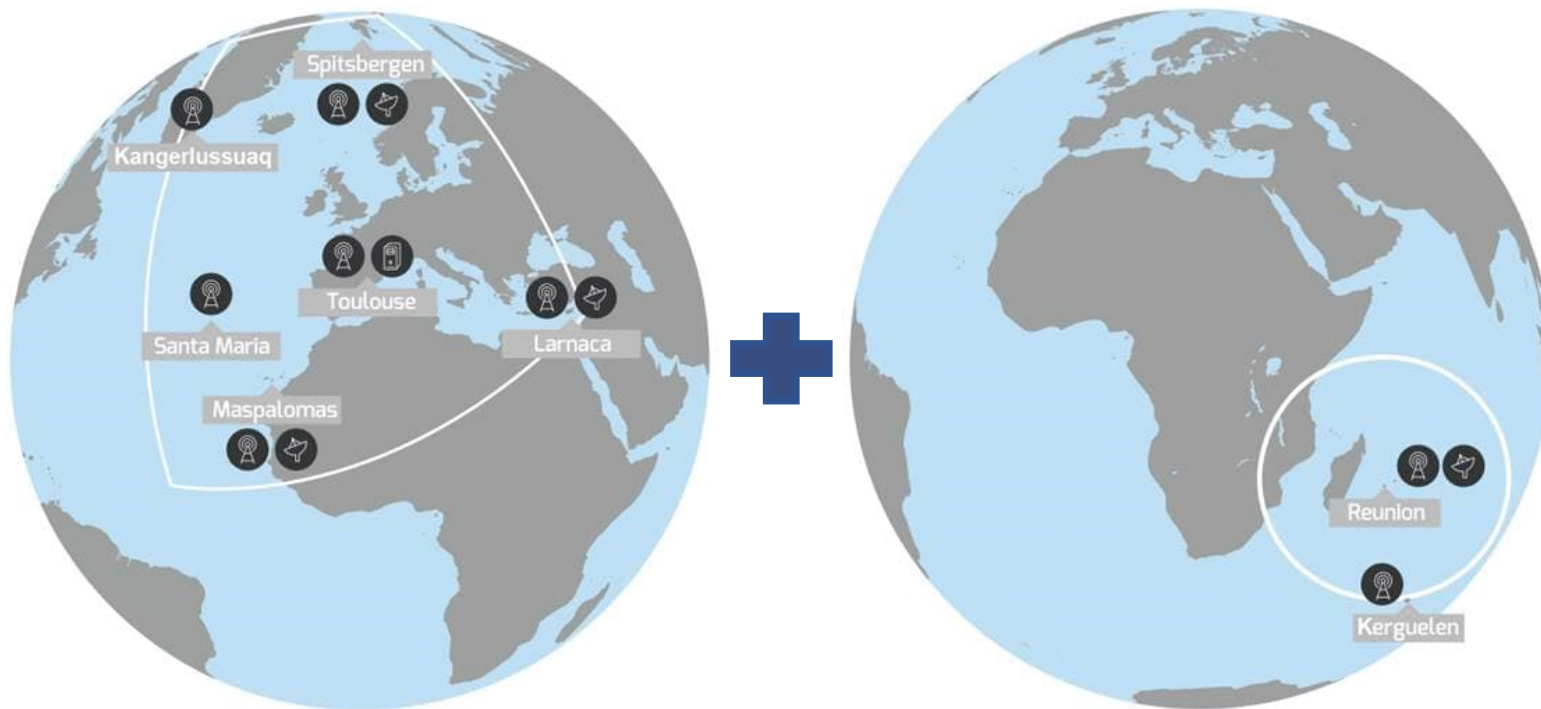 Spitsbergen
Kangerlussuaq
Toulouse
Santa Maria
Larnaca
Maspalomas
Reunion
Kerguelen